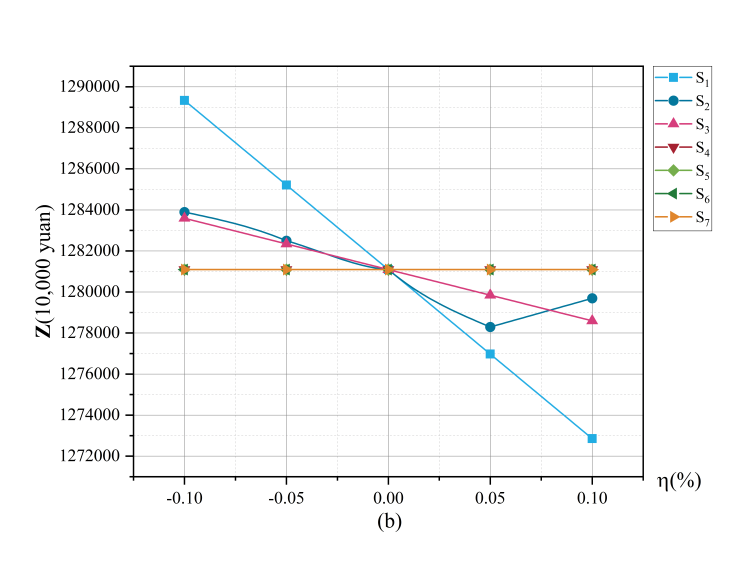 1290000
1288000
1286000
1284000
1282000
1280000
1278000
1276000
1274000
1272000
Z(10,000 yuan)
-0.10 -0.05 0.00 0.05 0.10
η(%)
(b)
S₁
S₂
S₃
S₄
S₅
S₆
S₇